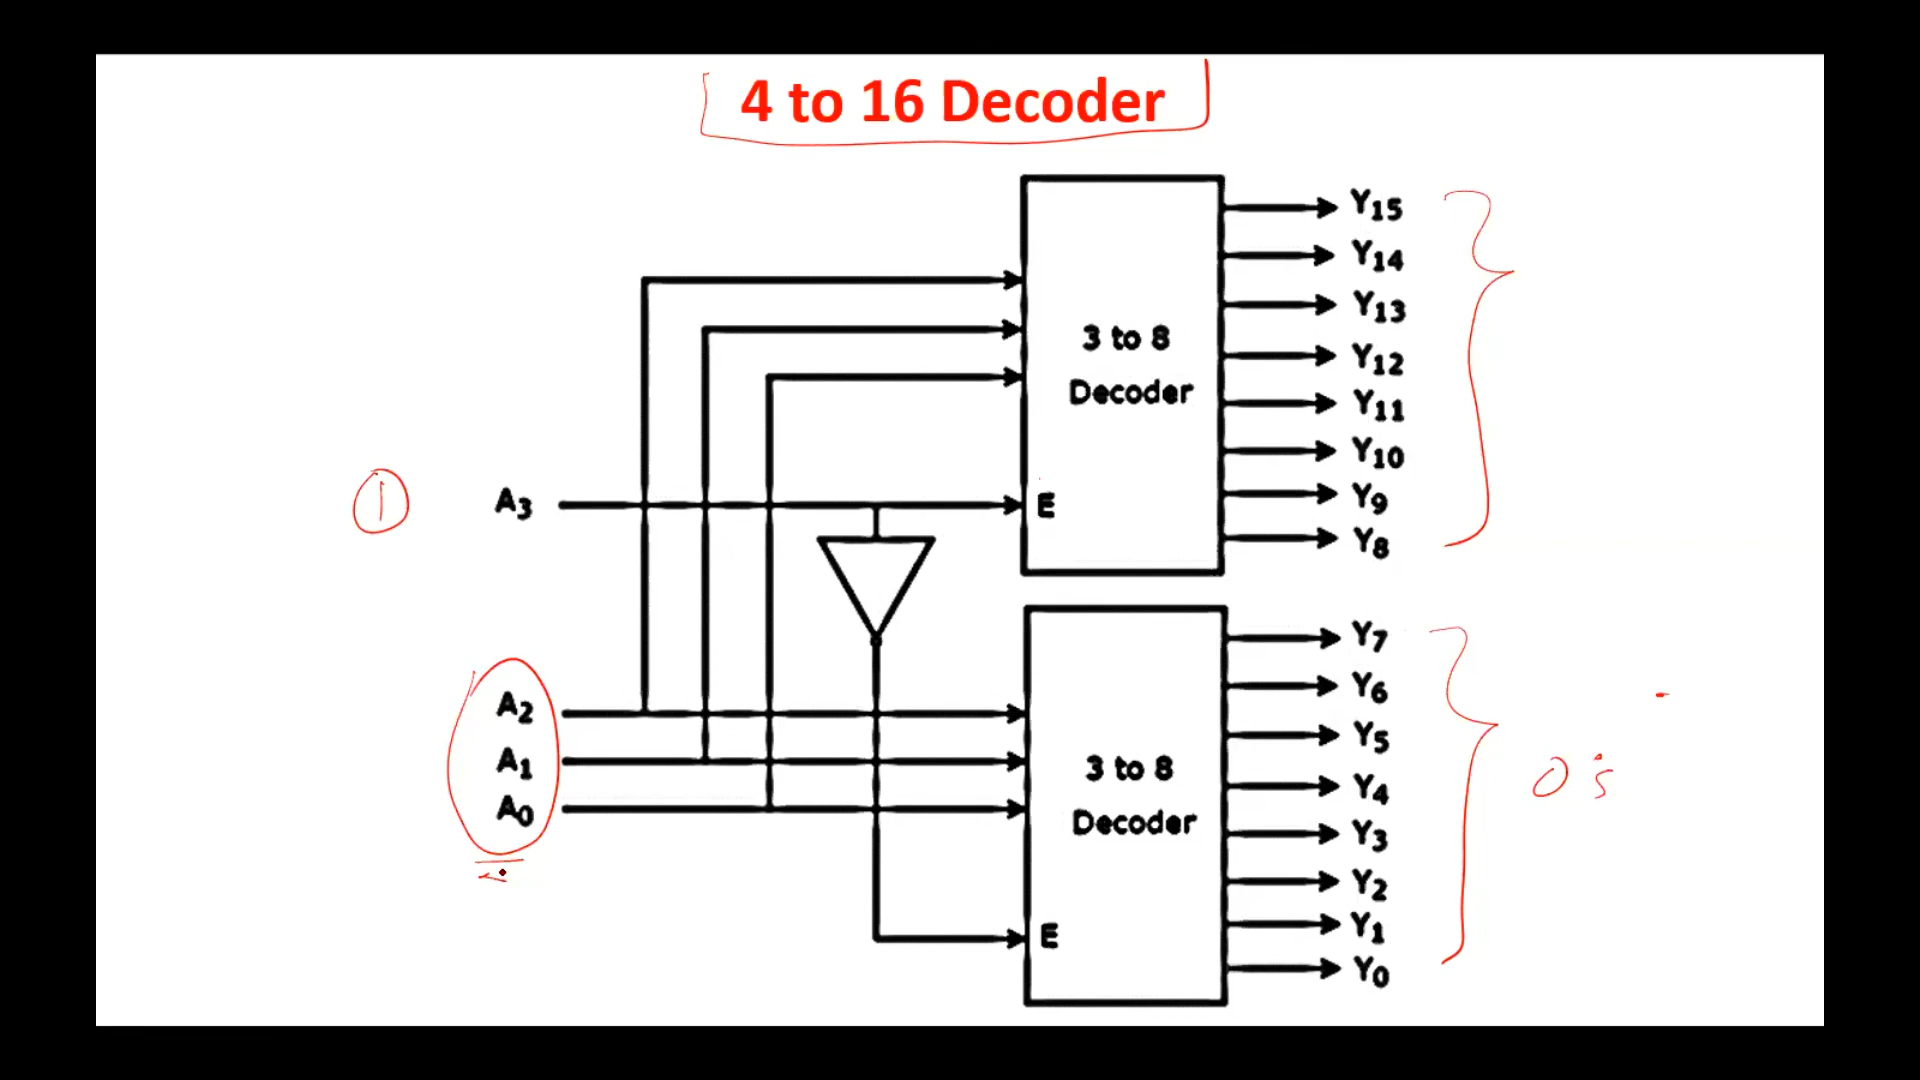 4 to 16 Decoder
Y15
Y14
Y13
3 to 8
Decoder
Y12
Y11
Y10
1
A3
E
Y9
Y8
Y7
Y6
A2
Y5
A1
3 to 8
Decoder
0's
Y4
A0
Y3
Y2
Y1
E
Y0